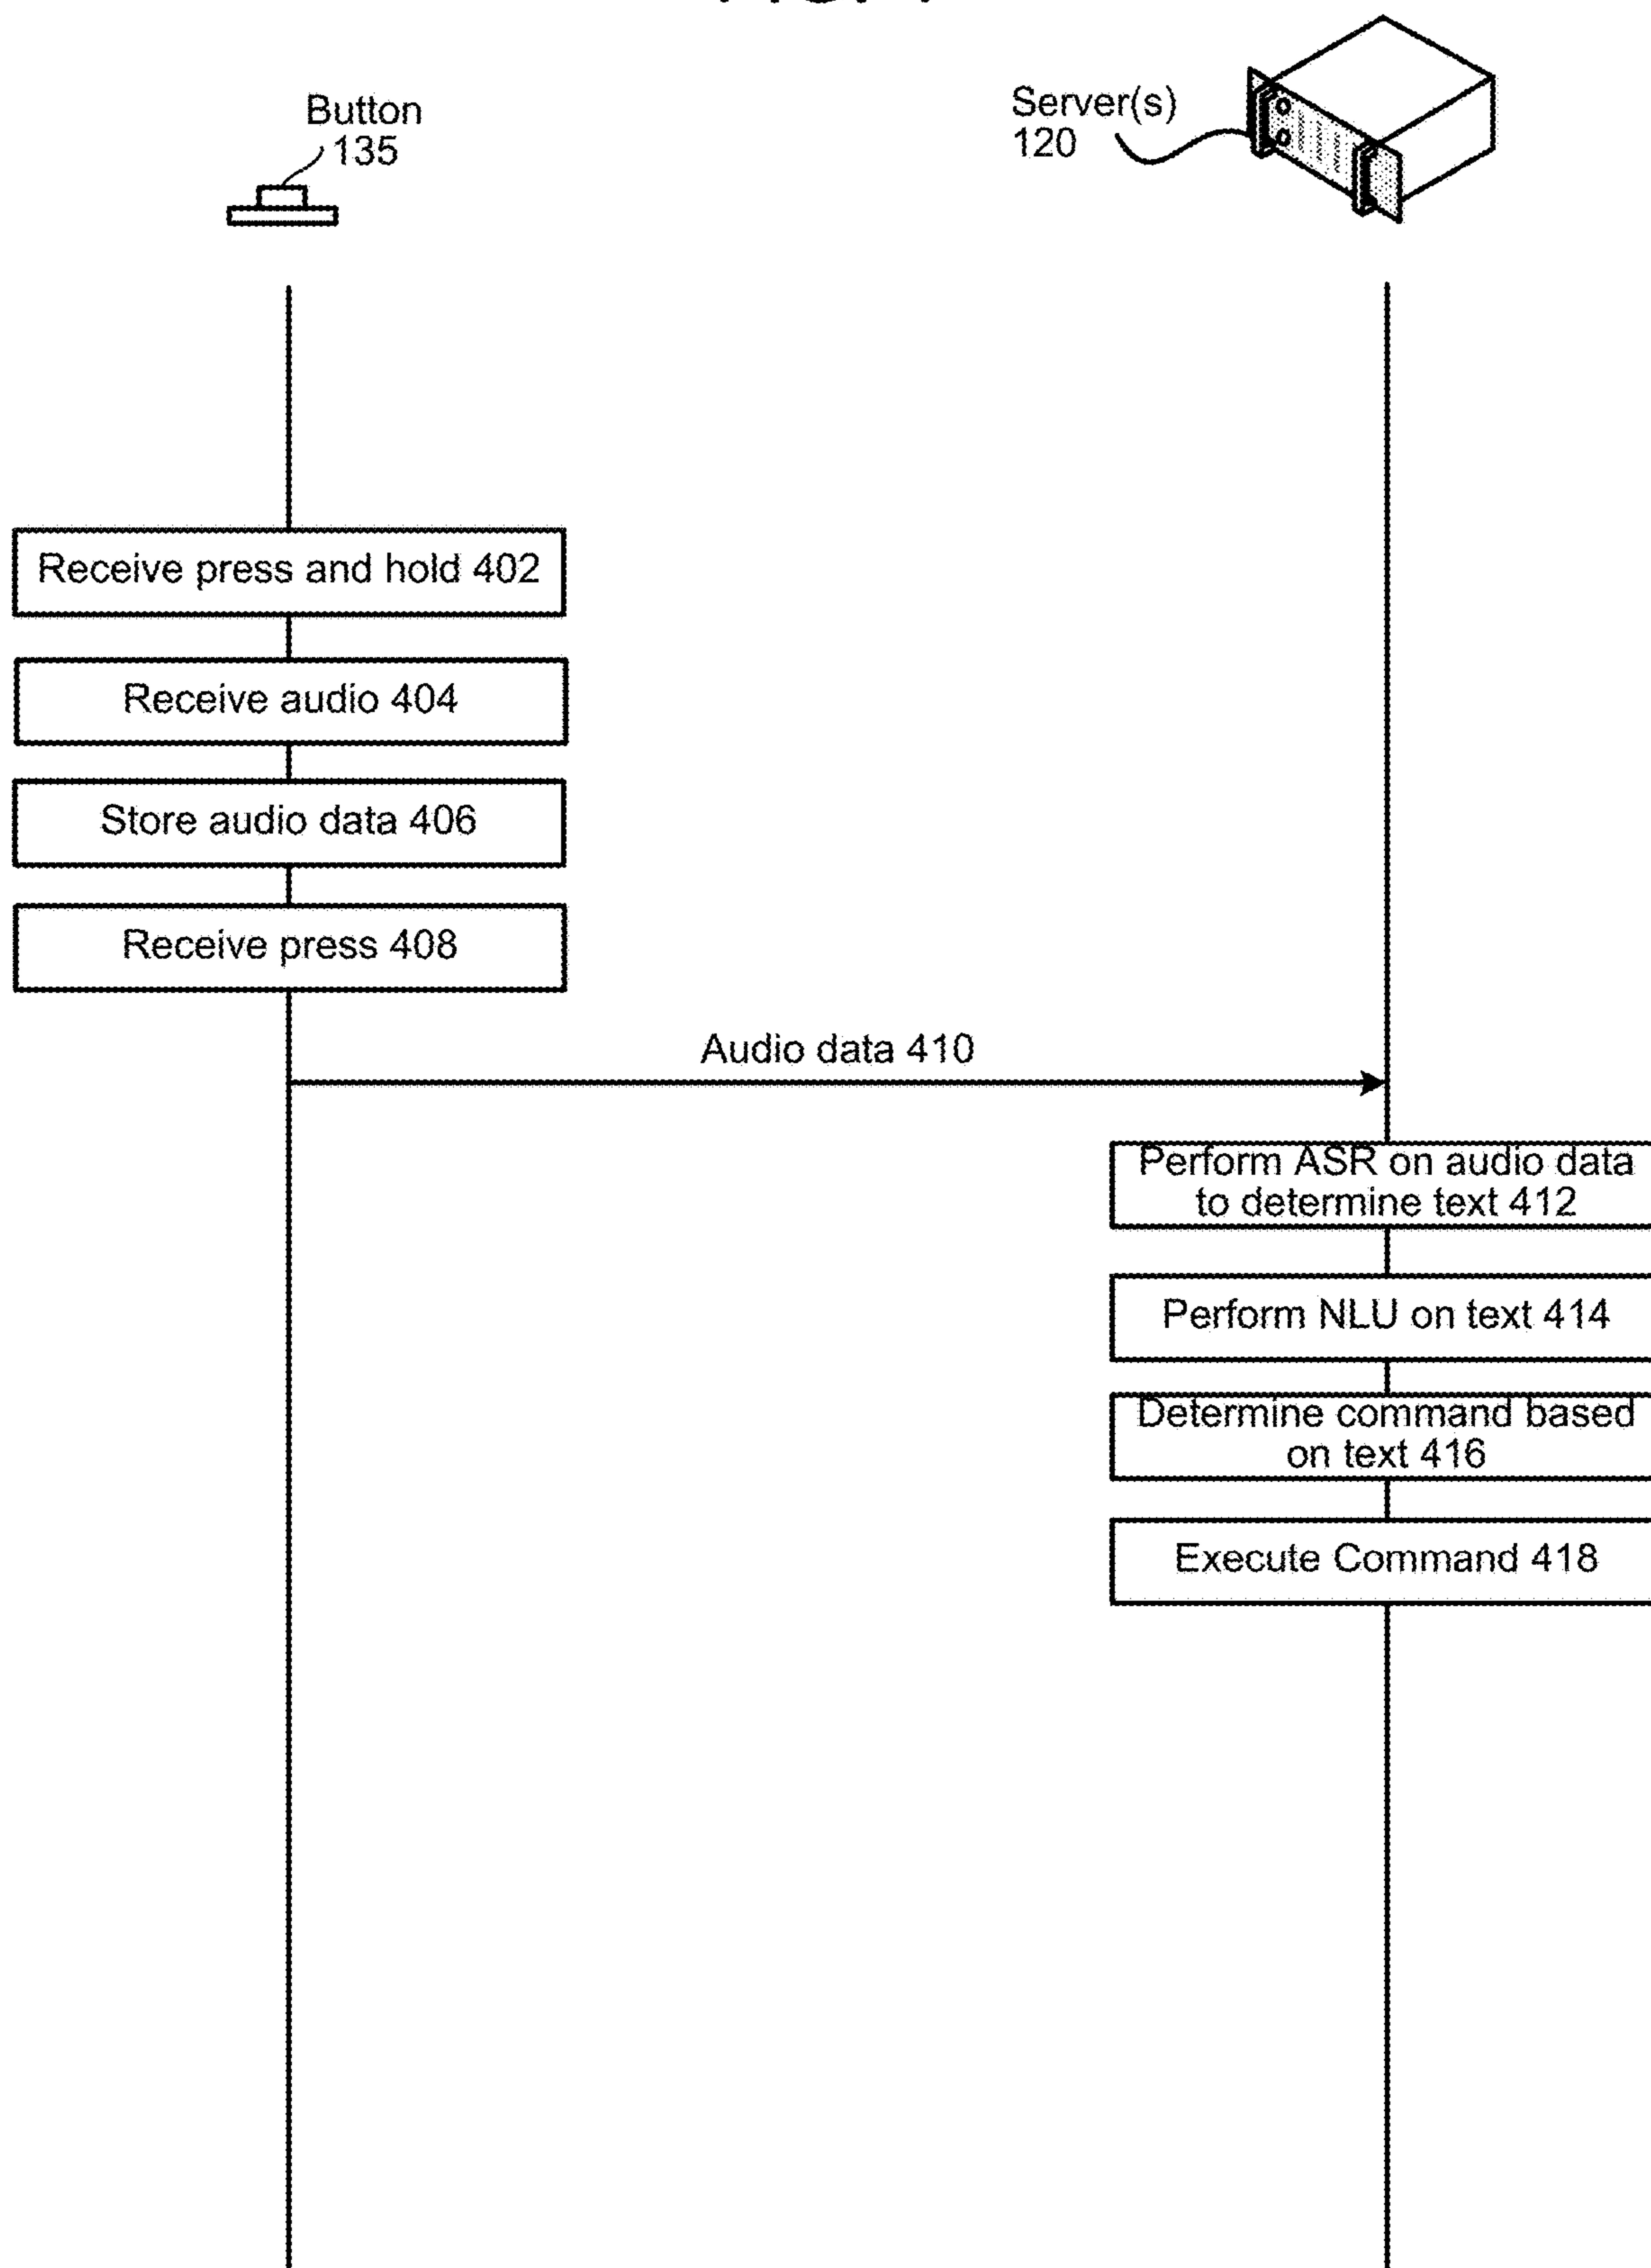 Button
135
Server(s)
120
Receive press and hold 402
Receive audio 404
Store audio data 406
Receive press 408
Audio data 410
Perform ASR on audio data
to determine text 412
Perform NLU on text 414
Determine command based
on text 416
Execute Command 418